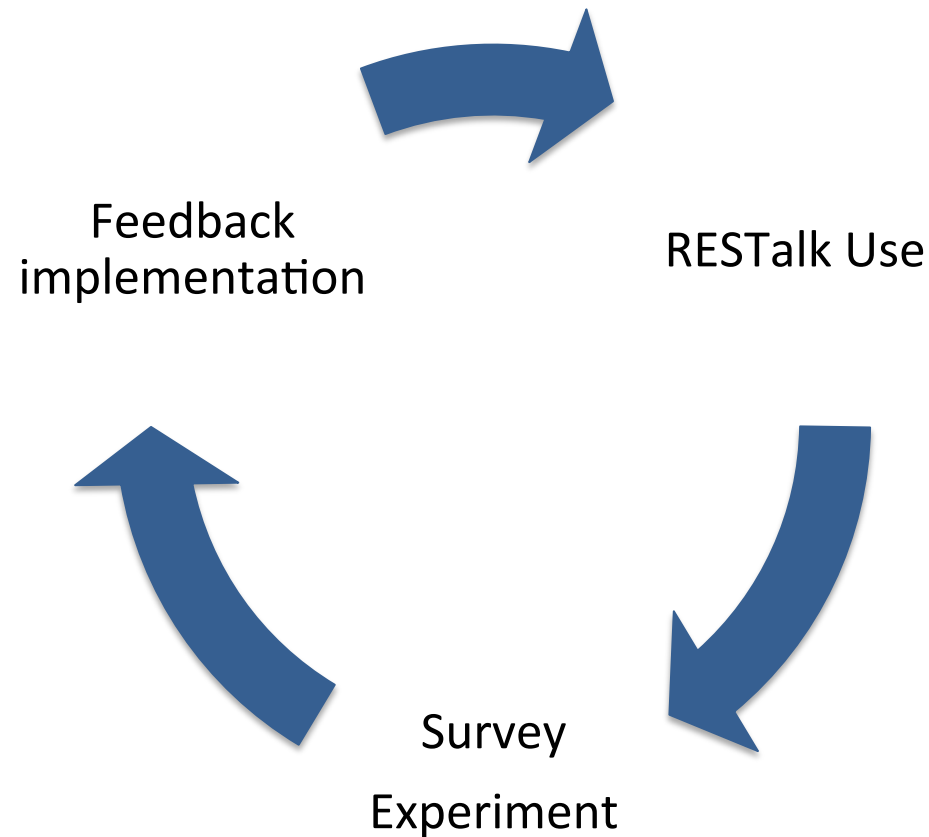 Feedback
implementation
RESTalk Use
Survey
Experiment